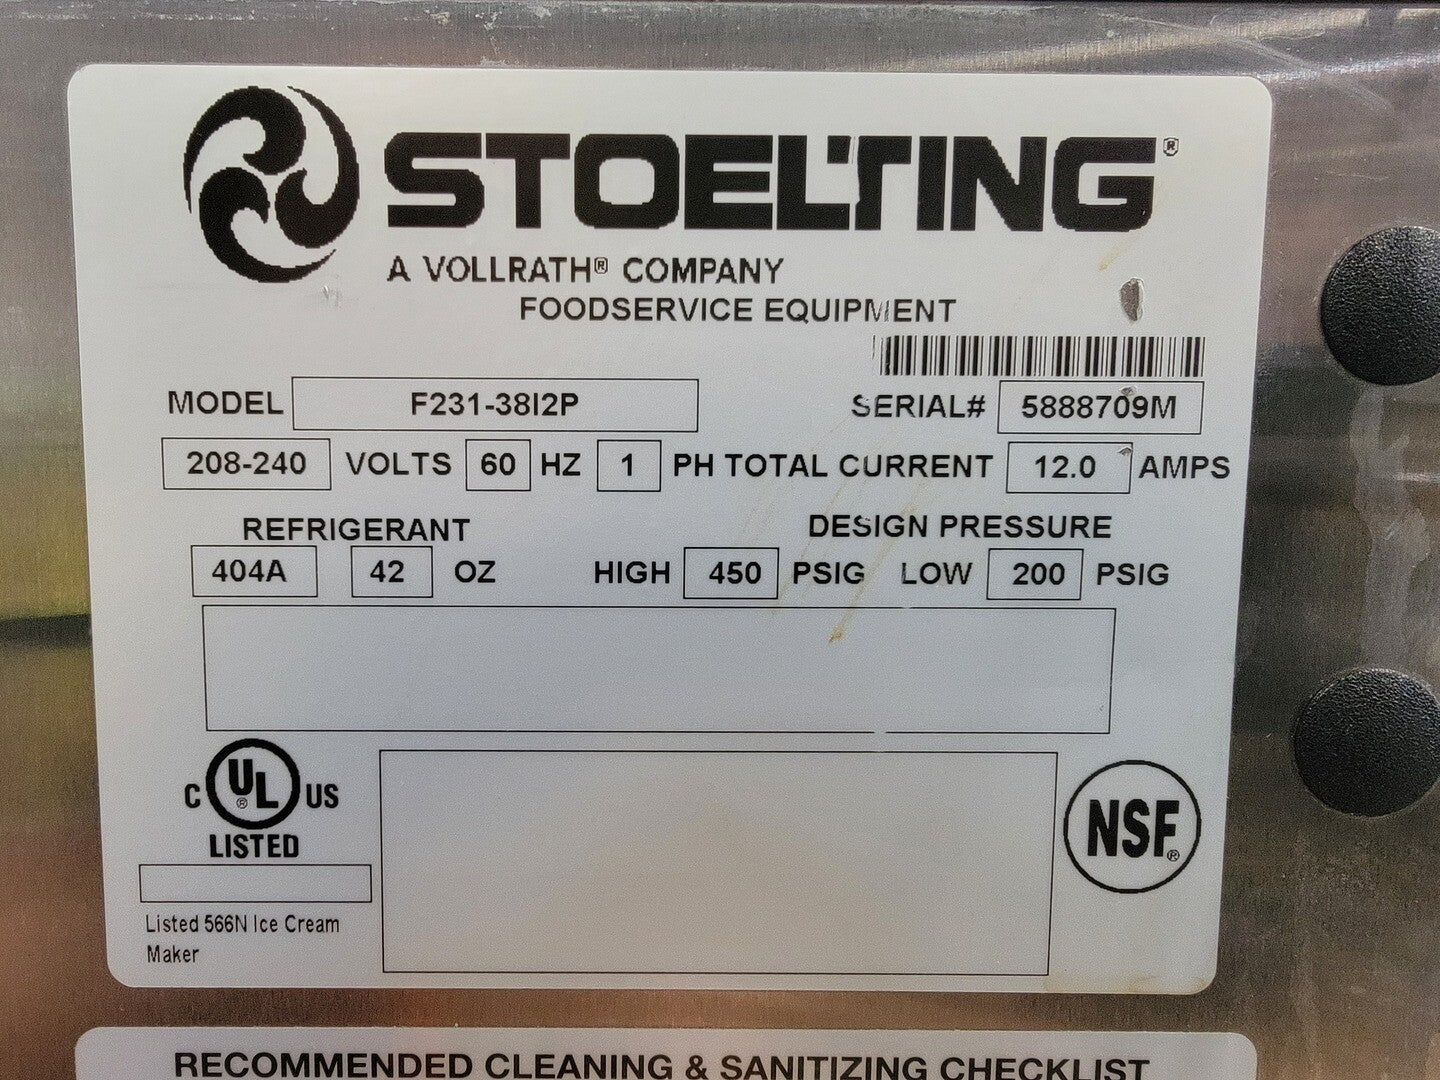 STOELTING®
A VOLLRATH® COMPANY
FOODSERVICE EQUIPMENT
MODEL F231-38I2P SERIAL# 5888709M
208-240 VOLTS 60 HZ 1 PH TOTAL CURRENT 12.0 AMPS
REFRIGERANT DESIGN PRESSURE
404A 42 OZ HIGH 450 PSIG LOW 200 PSIG
C UL® US
LISTED
NSF®
Listed 566N Ice Cream
Maker
RECOMMENDED CLEANING & SANITIZING CHECKLIST